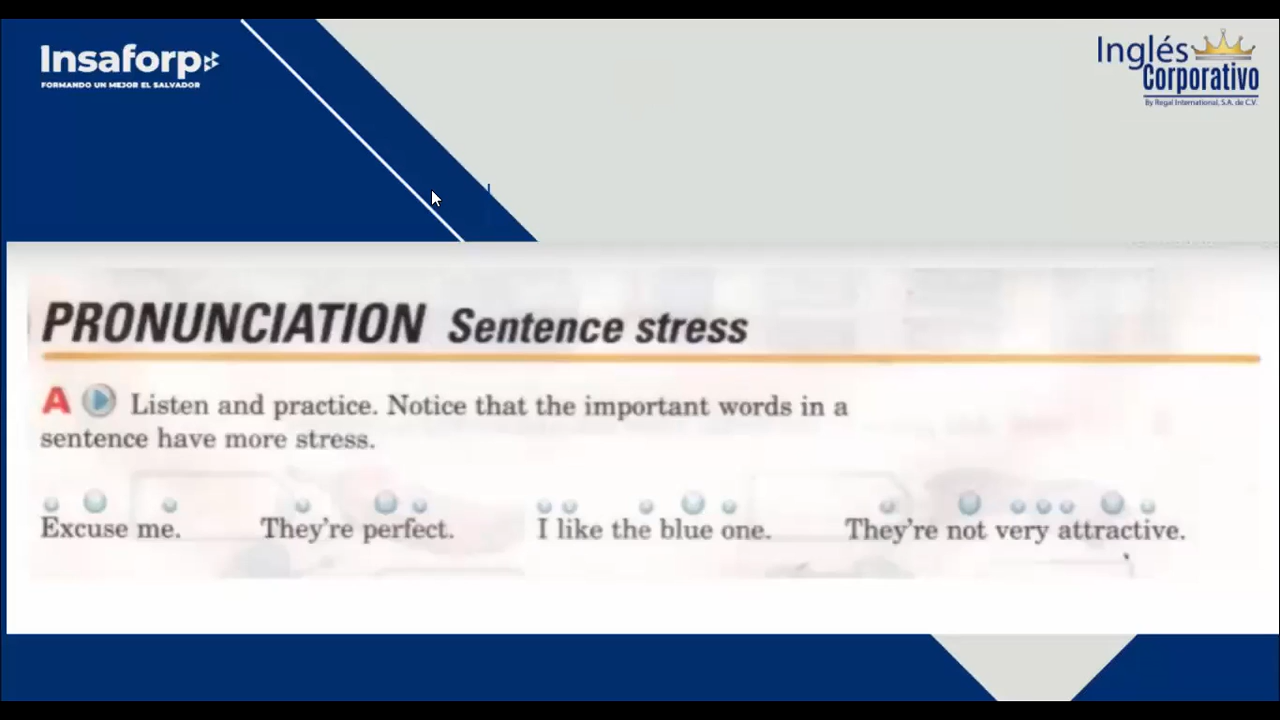 Insaforp
FORMANDO UN MEJOR EL SALVADOR
Inglés
Corporativo
By Regal International, S.A. de C.V.
PRONUNCIATION Sentence stress
A Listen and practice. Notice that the important words in a
sentence have more stress.
Excuse me. They're perfect. I like the blue one. They're not very attractive.